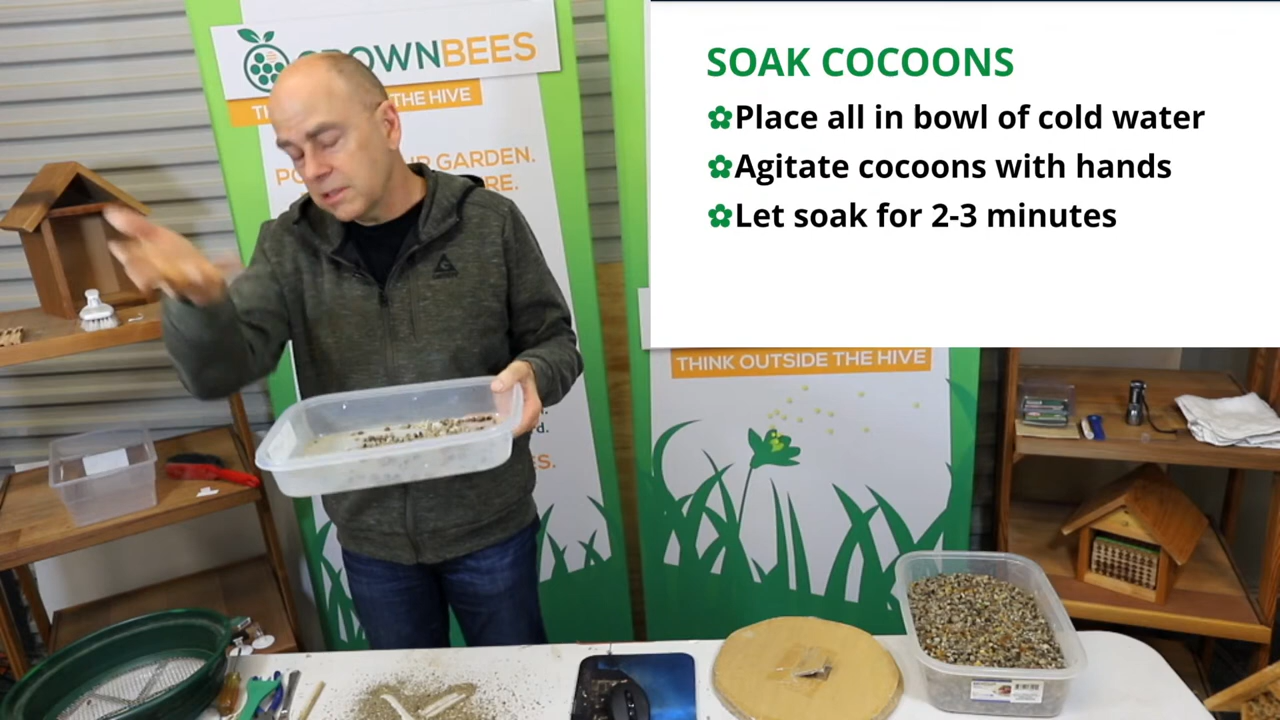 BEES
THE HIVE
GARDEN.
SOAK COCOONS
Place all in bowl of cold water
Agitate cocoons with hands
Let soak for 2-3 minutes
THINK OUTSIDE THE HIVE